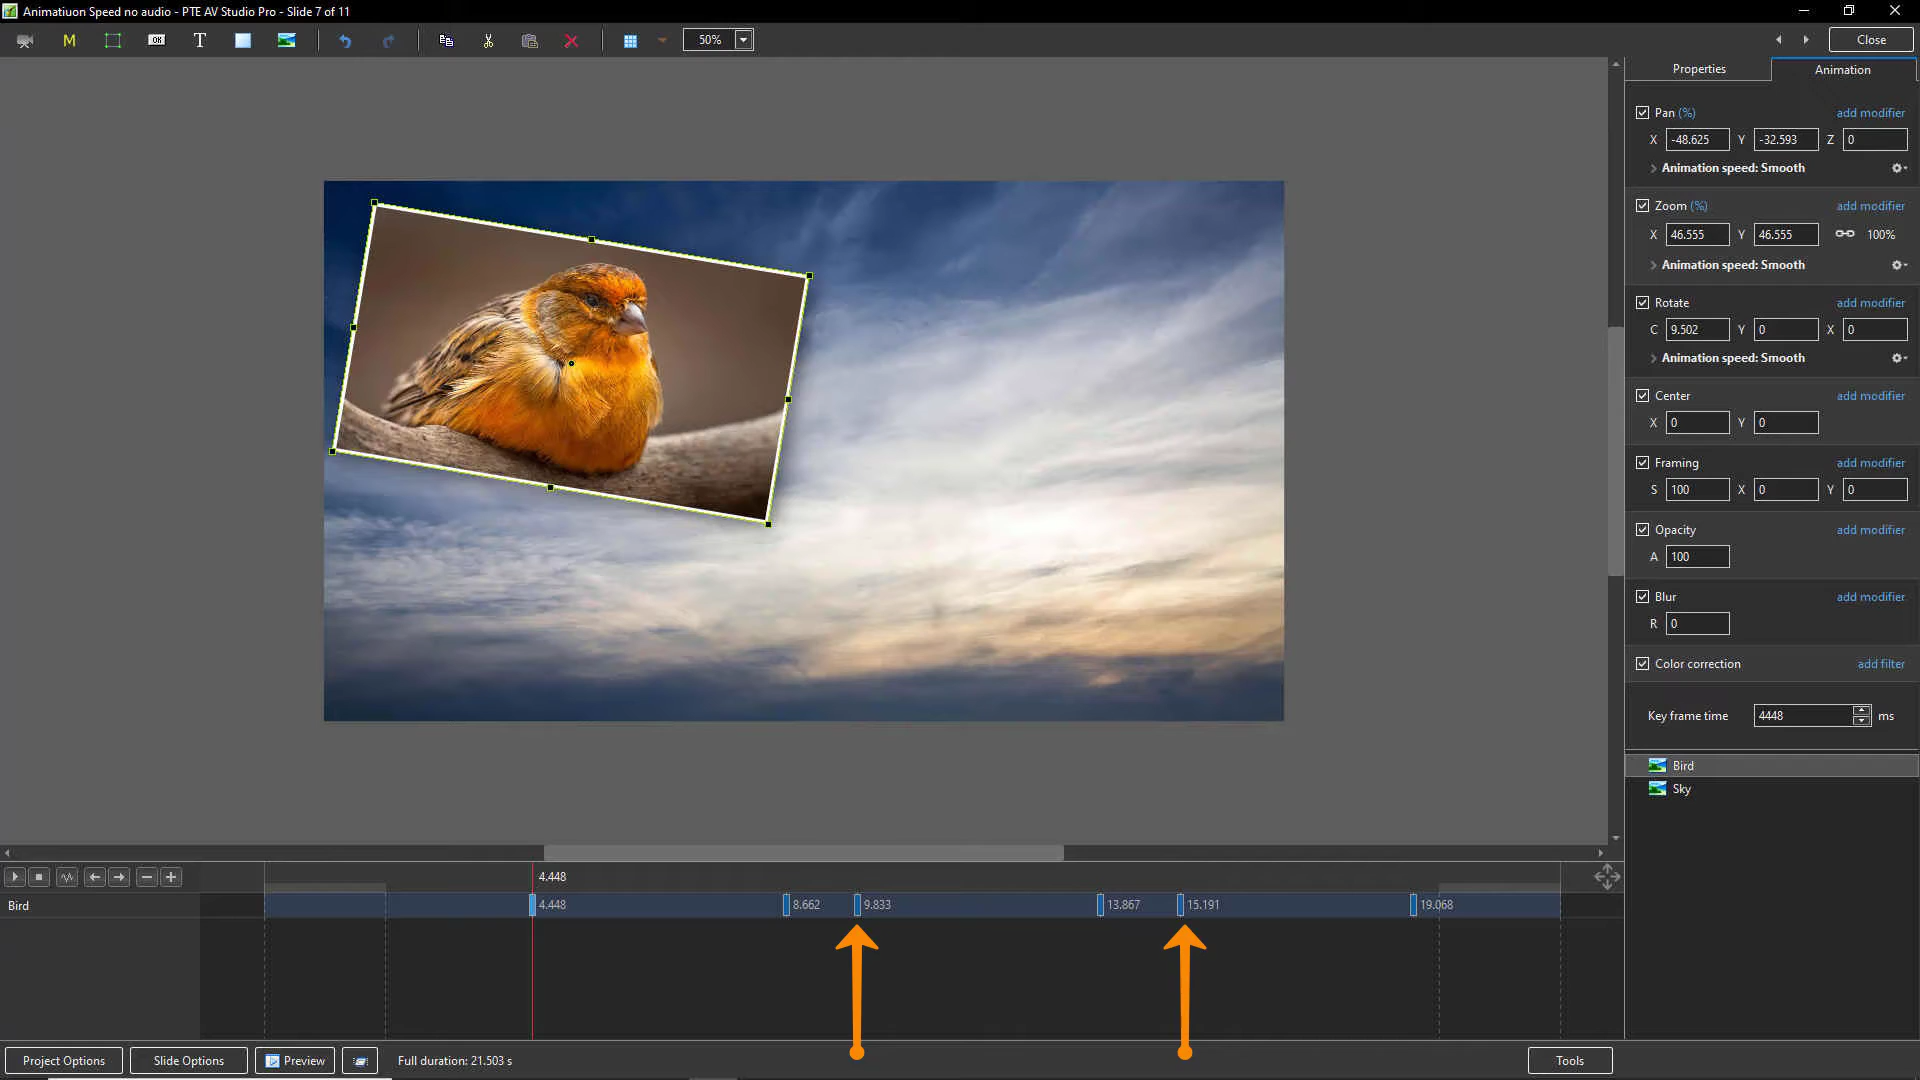 Animatiuon Speed no audio - PTE AV Studio Pro - Slide 7 of 11
M OK T 50% Close
Properties Animation
Pan (%) add modifier
X -48.625 Y -32.593 Z 0
Animation speed: Smooth
Zoom (%) add modifier
X 46.555 Y 46.555 100%
Animation speed: Smooth
Rotate add modifier
C 9.502 Y 0 X 0
Animation speed: Smooth
Center add modifier
X 0 Y 0
Framing add modifier
S 100 X 0 Y 0
Opacity add modifier
A 100
Blur add modifier
R 0
Color correction add filter
Key frame time 4448 ms
Bird
Sky
4.448
Bird 4.448 8.662 9.833 13.867 15.191 19.068
Project Options Slide Options Preview Full duration: 21.503 s Tools